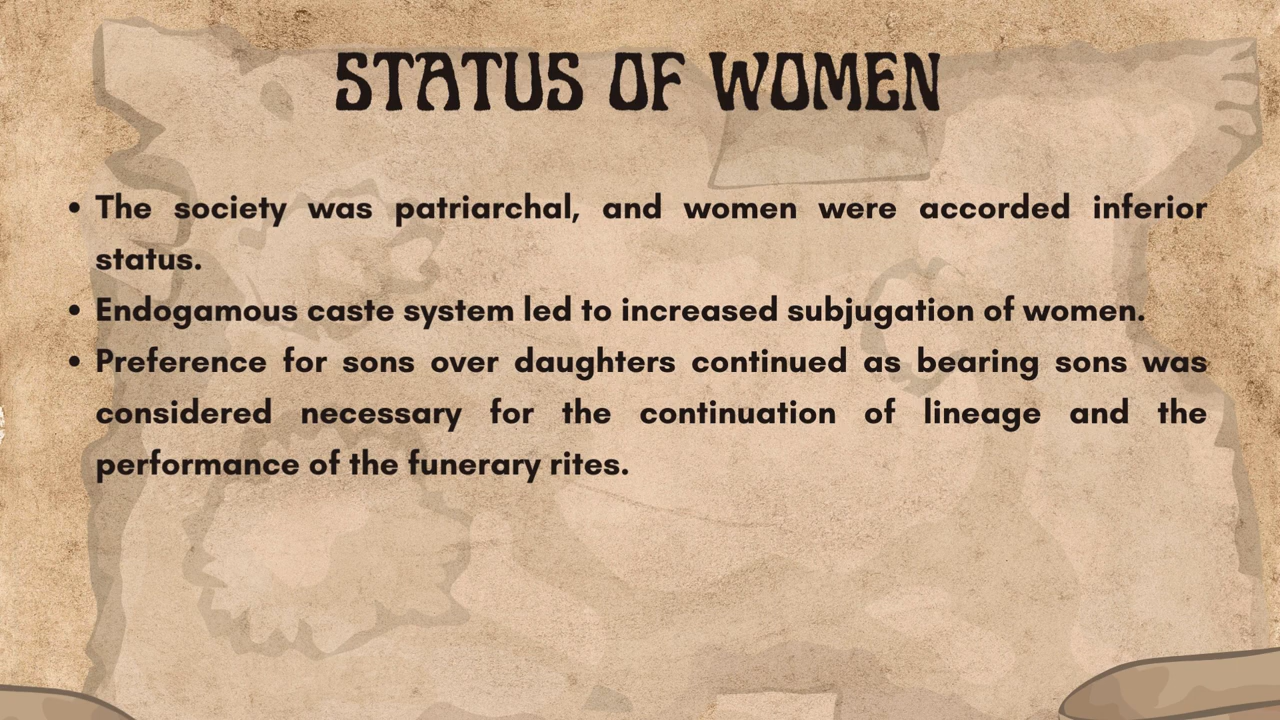 STATUS OF WOMEN
• The society was patriarchal, and women were accorded inferior
status.
• Endogamous caste system led to increased subjugation of women.
• Preference for sons over daughters continued as bearing sons was
considered necessary for the continuation of lineage and the
performance of the funerary rites.